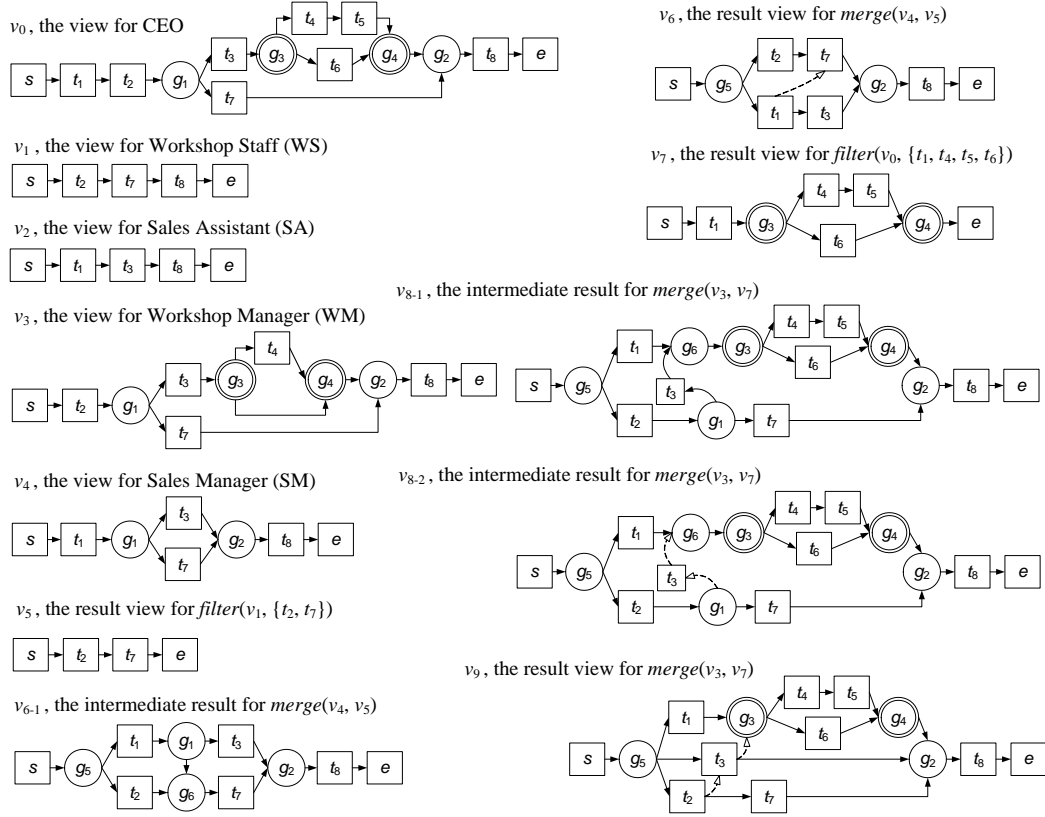 v0 , the view for CEO
s t1 t2 g1 t3 t7 g3 t4 t5 t6 g4 g2 t8 e
v1 , the view for Workshop Staff (WS)
s t2 t7 t8 e
v2 , the view for Sales Assistant (SA)
s t1 t3 t8 e
v3 , the view for Workshop Manager (WM)
s t2 g1 t3 t7 g3 t4 g4 g2 t8 e
v4 , the view for Sales Manager (SM)
s t1 g1 t3 t7 g2 t8 e
v5 , the result view for filter(v1, {t2, t7})
s t2 t7 e
v6-1 , the intermediate result for merge(v4, v5)
s g5 t1 g1 t3 t2 g6 t7 g2 t8 e
v6 , the result view for merge(v4, v5)
s g5 t2 t7 t1 t3 g2 t8 e
v7 , the result view for filter(v0, {t1, t4, t5, t6})
s t1 g3 t4 t5 t6 g4 e
v8-1 , the intermediate result for merge(v3, v7)
s g5 t1 g6 g3 t4 t5 t6 g4 t3 t2 g1 t7 g2 t8 e
v8-2 , the intermediate result for merge(v3, v7)
s g5 t1 g6 g3 t4 t5 t6 g4 t3 t2 g1 t7 g2 t8 e
v9 , the result view for merge(v3, v7)
s g5 t1 g3 t4 t5 t6 g4 t3 t2 t7 g2 t8 e